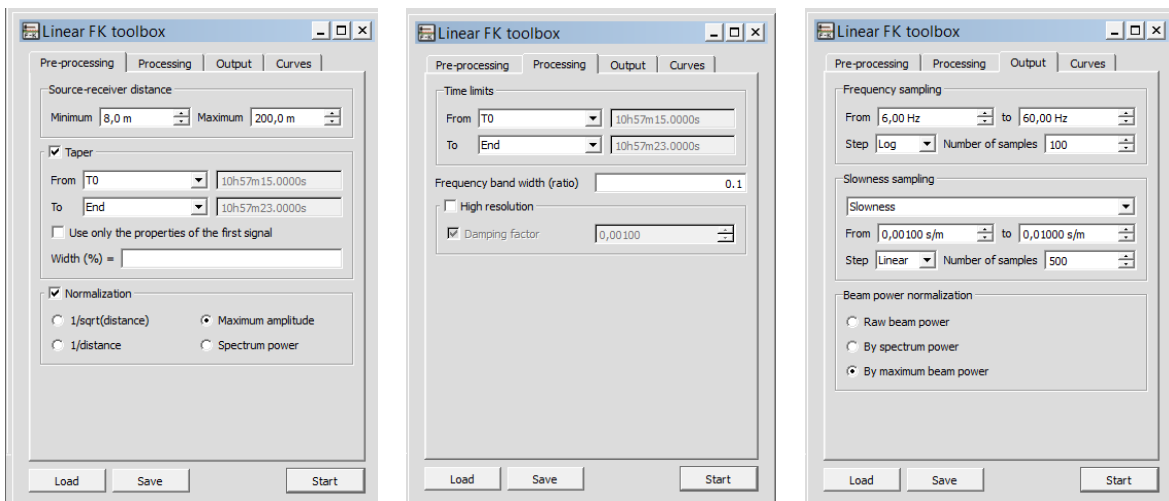 Linear FK toolbox
Pre-processing Processing Output Curves
Source-receiver distance
Minimum 8,0 m Maximum 200,0 m
Taper
From T0 10h57m15.0000s
To End 10h57m23.0000s
Use only the properties of the first signal
Width (%) =
Normalization
1/sqrt(distance) Maximum amplitude
1/distance Spectrum power
Load Save Start
Linear FK toolbox
Pre-processing Processing Output Curves
Time limits
From T0 10h57m15.0000s
To End 10h57m23.0000s
Frequency band width (ratio) 0.1
High resolution
Damping factor 0,00100
Load Save Start
Linear FK toolbox
Pre-processing Processing Output Curves
Frequency sampling
From 6,00 Hz to 60,00 Hz
Step Log Number of samples 100
Slowness sampling
Slowness
From 0,00100 s/m to 0,01000 s/m
Step Linear Number of samples 500
Beam power normalization
Raw beam power
By spectrum power
By maximum beam power
Load Save Start